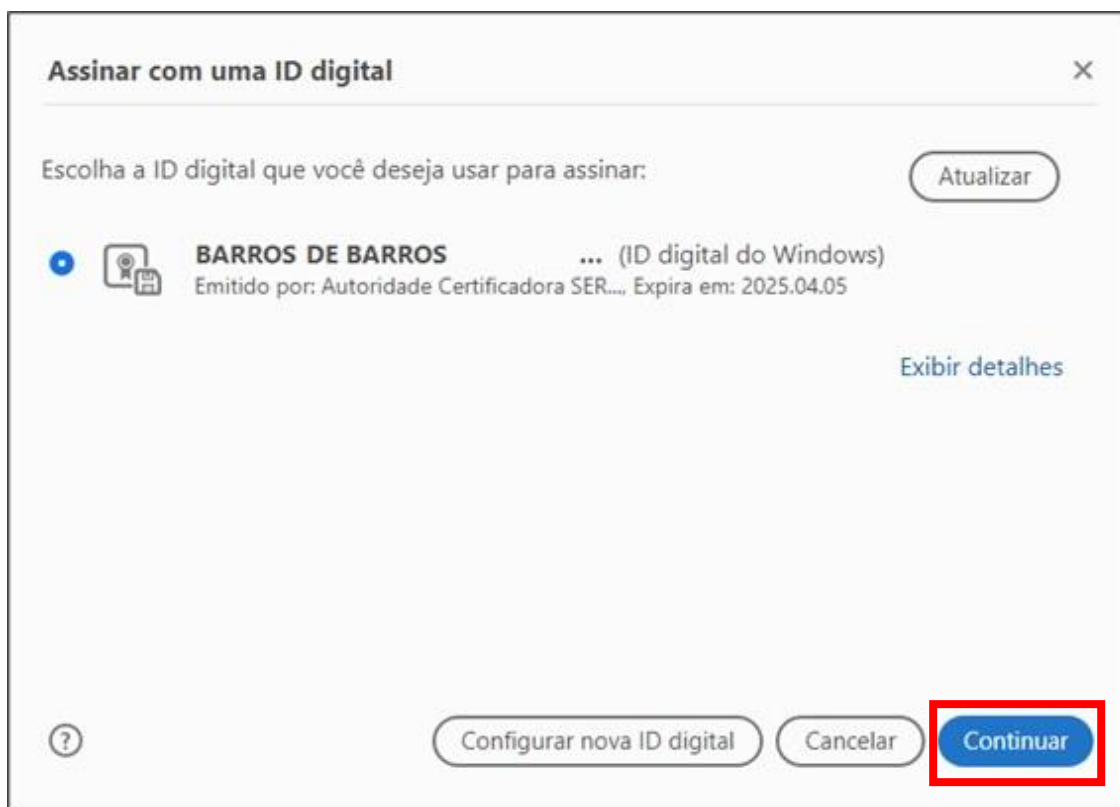 Assinar com uma ID digital
Escolha a ID digital que você deseja usar para assinar:
Atualizar
BARROS DE BARROS ... (ID digital do Windows)
Emitido por: Autoridade Certificadora SER..., Expira em: 2025.04.05
Exibir detalhes
Configurar nova ID digital
Cancelar
Continuar